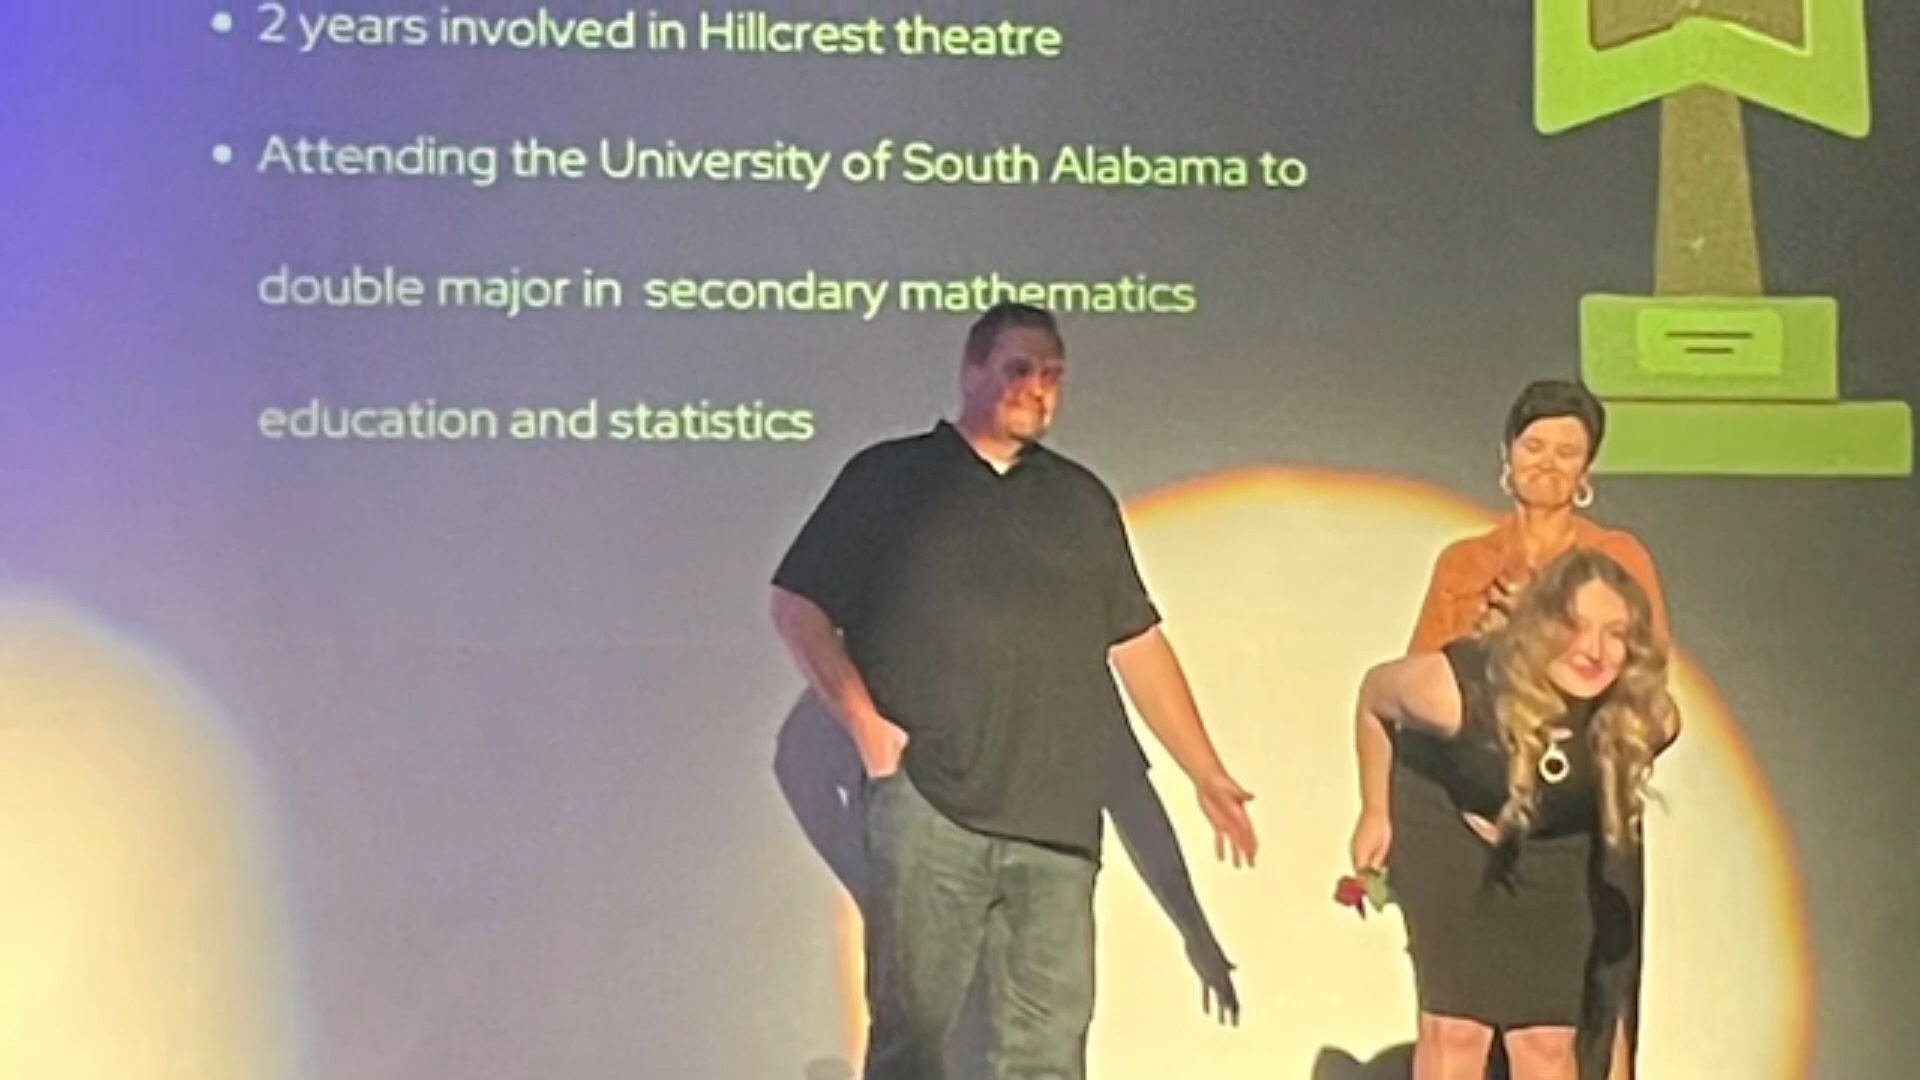 • 2 years involved in Hillcrest theatre
• Attending the University of South Alabama to
double major in secondary mathematics
education and statistics